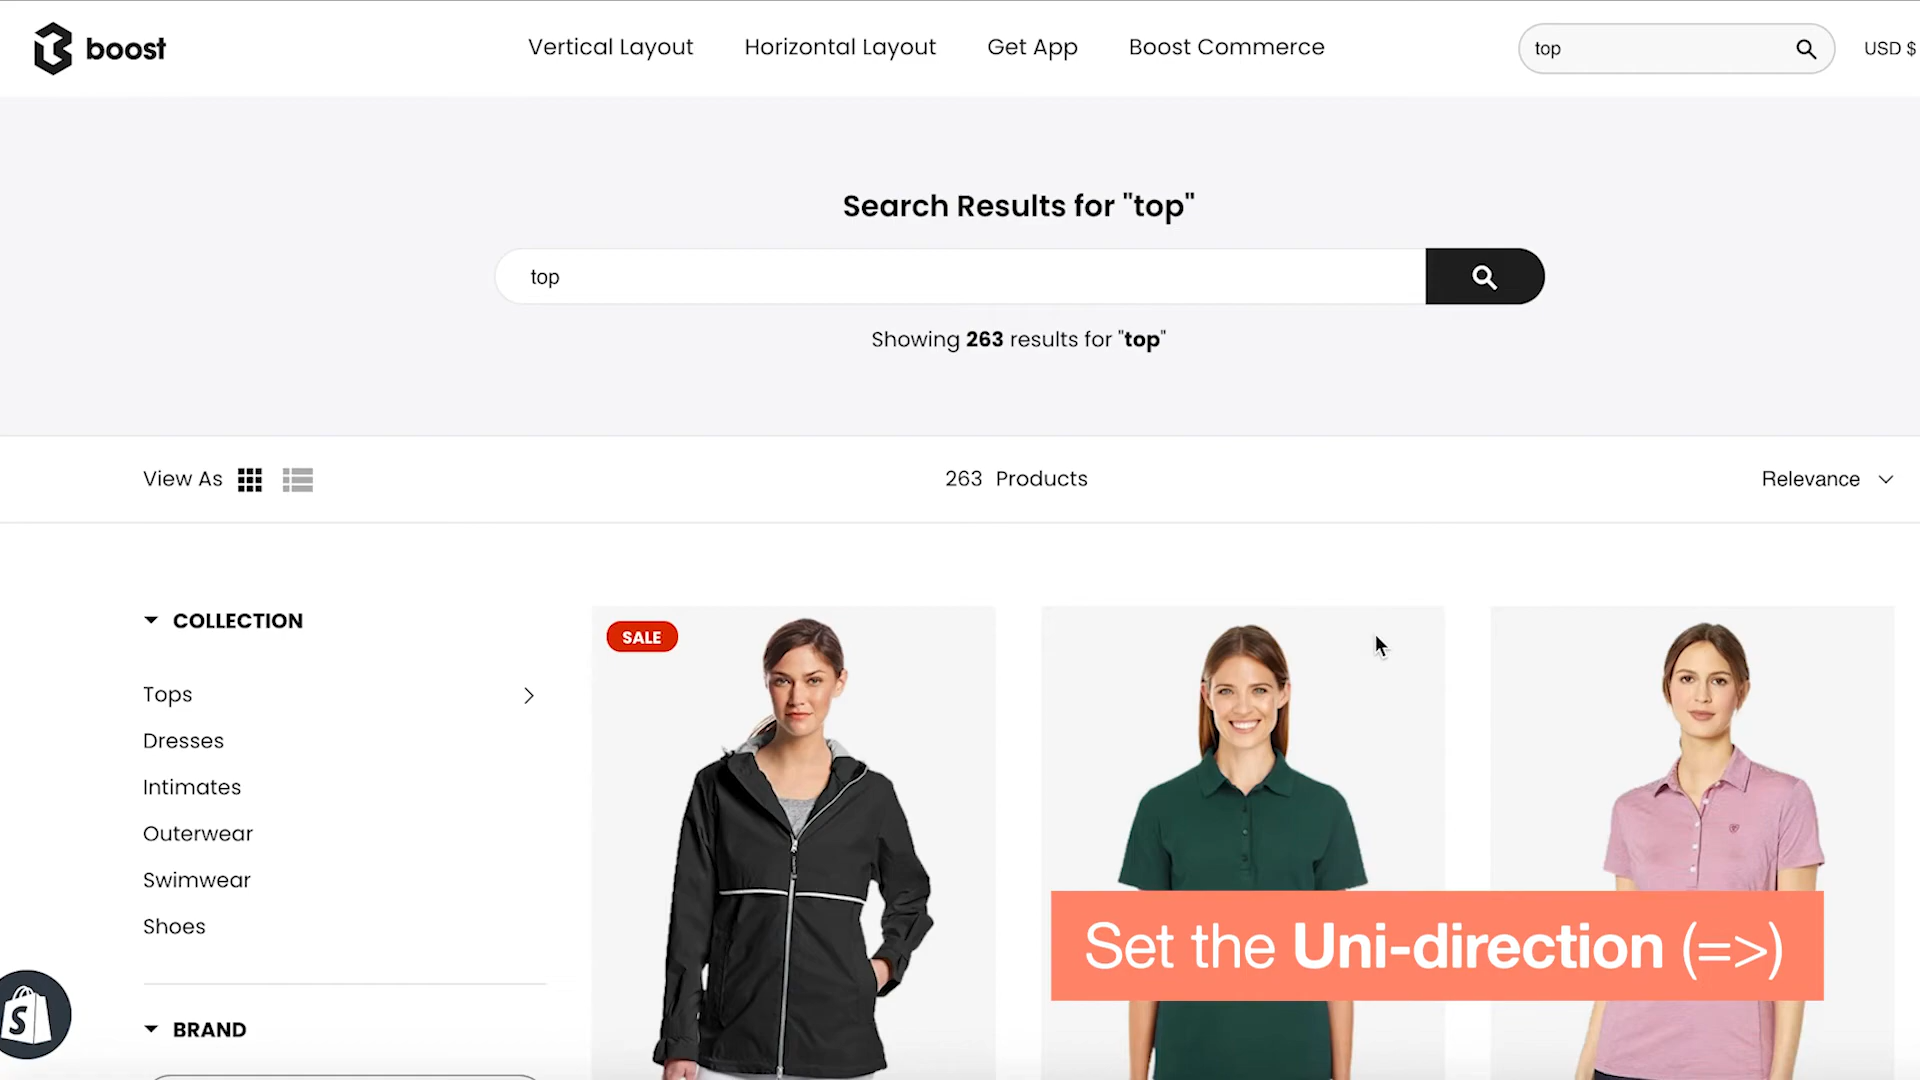 boost
Vertical Layout
Horizontal Layout
Get App
Boost Commerce
top
USD $
Search Results for "top"
top
Showing 263 results for "top"
View As
263 Products
Relevance
COLLECTION
Tops
Dresses
Intimates
Outerwear
Swimwear
Shoes
BRAND
SALE
Set the Uni-direction (=>)